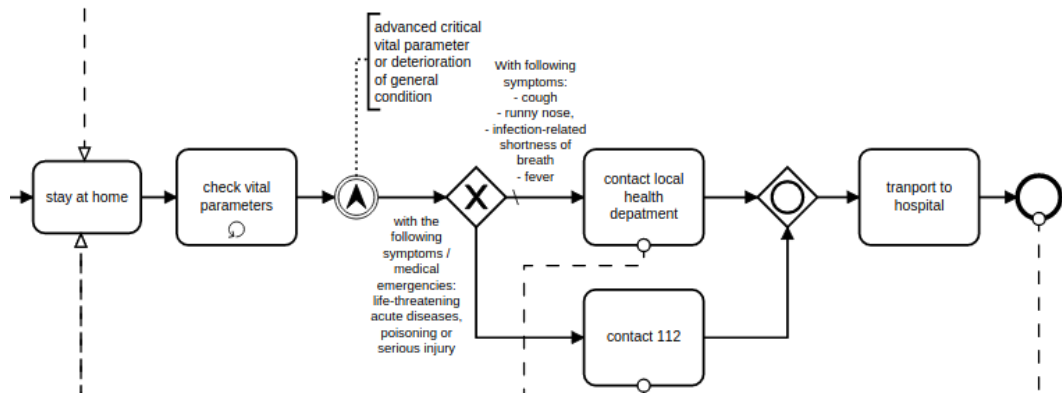 advanced critical
vital parameter
or deterioration
of general
condition
With following
symptoms:
- cough
- runny nose,
- infection-related
shortness of
breath
- fever
stay at home
check vital
parameters
contact local
health
depatment
tranport to
hospital
with the
following
symptoms /
medical
emergencies:
life-threatening
acute diseases,
poisoning or
serious injury
contact 112